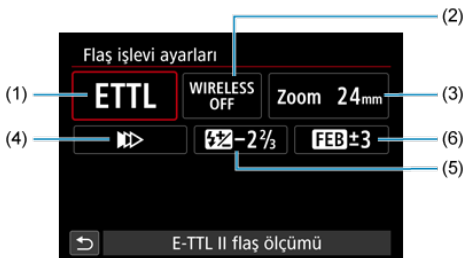 (2)
Flaş işlevi ayarları
(1) ETTL WIRELESS OFF Zoom 24mm (3)
(4) -2⅔ FEB±3 (6)
(5)
E-TTL II flaş ölçümü